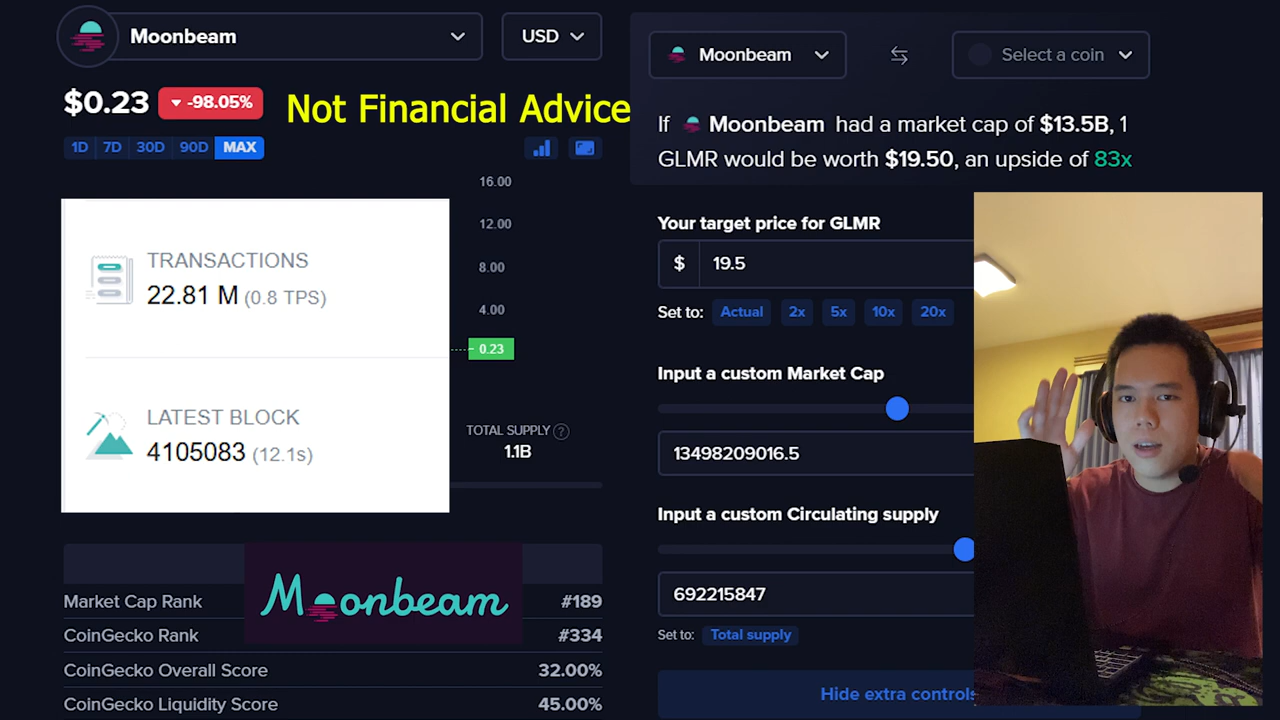 Moonbeam
USD
$0.23
-98.05%
Not Financial Advice
1D 7D 30D 90D MAX
16.00
12.00
8.00
4.00
0.23
TRANSACTIONS
22.81 M (0.8 TPS)
LATEST BLOCK
4105083 (12.1s)
TOTAL SUPPLY ?
1.1B
Moonbeam
Market Cap Rank #189
CoinGecko Rank #334
CoinGecko Overall Score 32.00%
CoinGecko Liquidity Score 45.00%
Moonbeam
Select a coin
If Moonbeam had a market cap of $13.5B, 1
GLMR would be worth $19.50, an upside of 83x
Your target price for GLMR
$ 19.5
Set to: Actual 2x 5x 10x 20x
Input a custom Market Cap
13498209016.5
Input a custom Circulating supply
692215847
Set to: Total supply
Hide extra controls